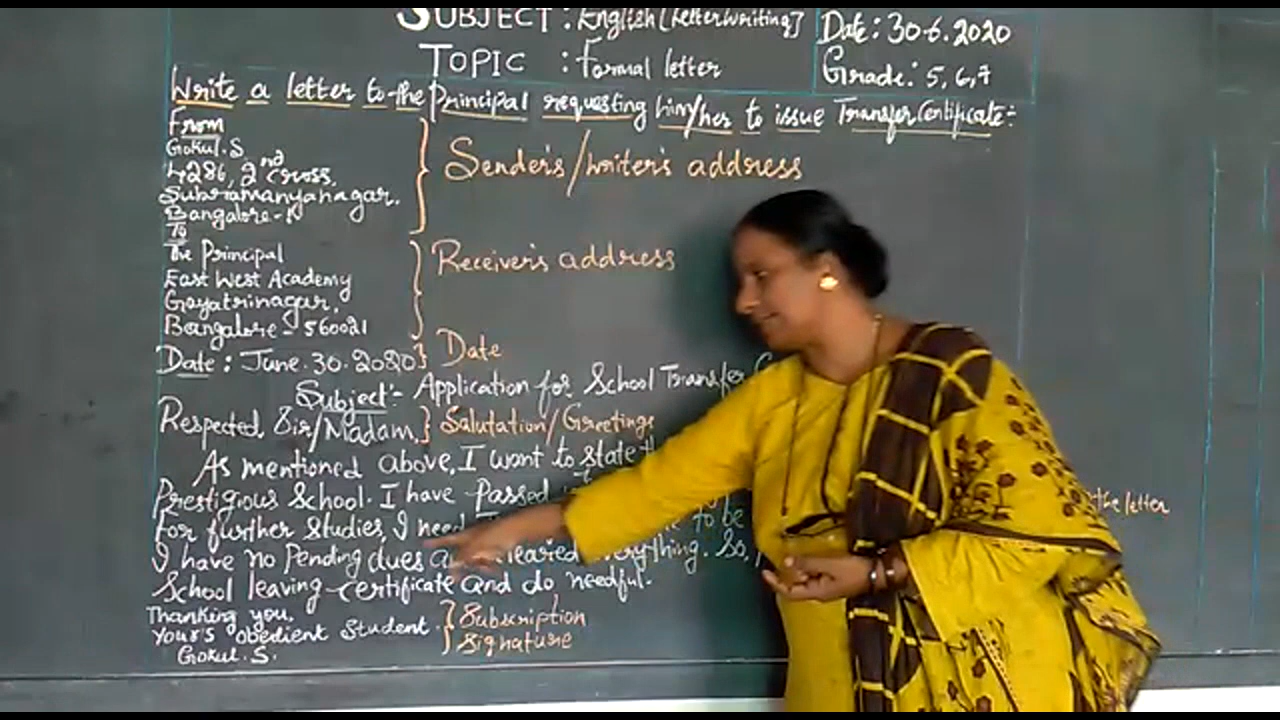 SUBJECT : English [Letter writing]
TOPIC : Formal letter
Date: 30.6.2020
Grade: 5, 6, 7
Write a letter to the Principal requesting him/her to issue Transfer Certificate:-
From
Gokul. S
4286, 2nd cross,
Subramanyanagar,
Bangalore-
Sender's/writer's address
To
The Principal
East West Academy
Gayatrinagar,
Bangalore - 560021
Receiver's address
Date: June. 30. 2020 } Date
Subject:- Application for School Transfer
Respected Sir/Madam, } Salutation/Greetings
As mentioned above, I want to state
Prestigious School. I have Passed
For further studies, I need to be
the letter
I have no Pending dues cleared everything. So,
School leaving certificate and do needful.
Thanking you,
Yours obedient Student. } Subscription
Gokul. S. Signature